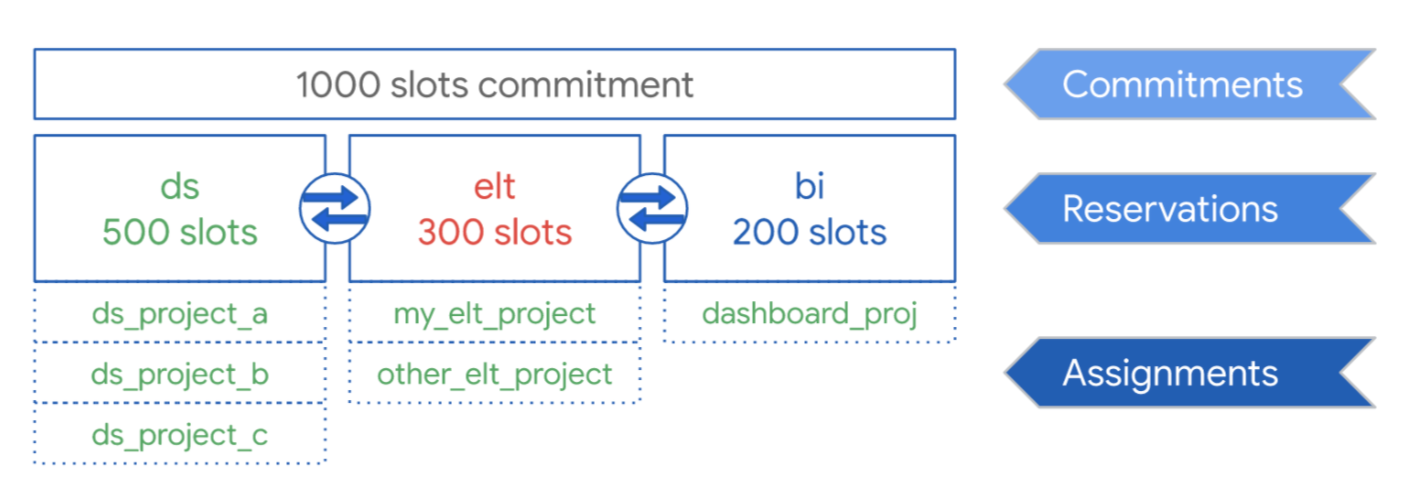 1000 slots commitment
Commitments
ds
500 slots
elt
300 slots
bi
200 slots
Reservations
ds_project_a
my_elt_project
dashboard_proj
ds_project_b
other_elt_project
Assignments
ds_project_c